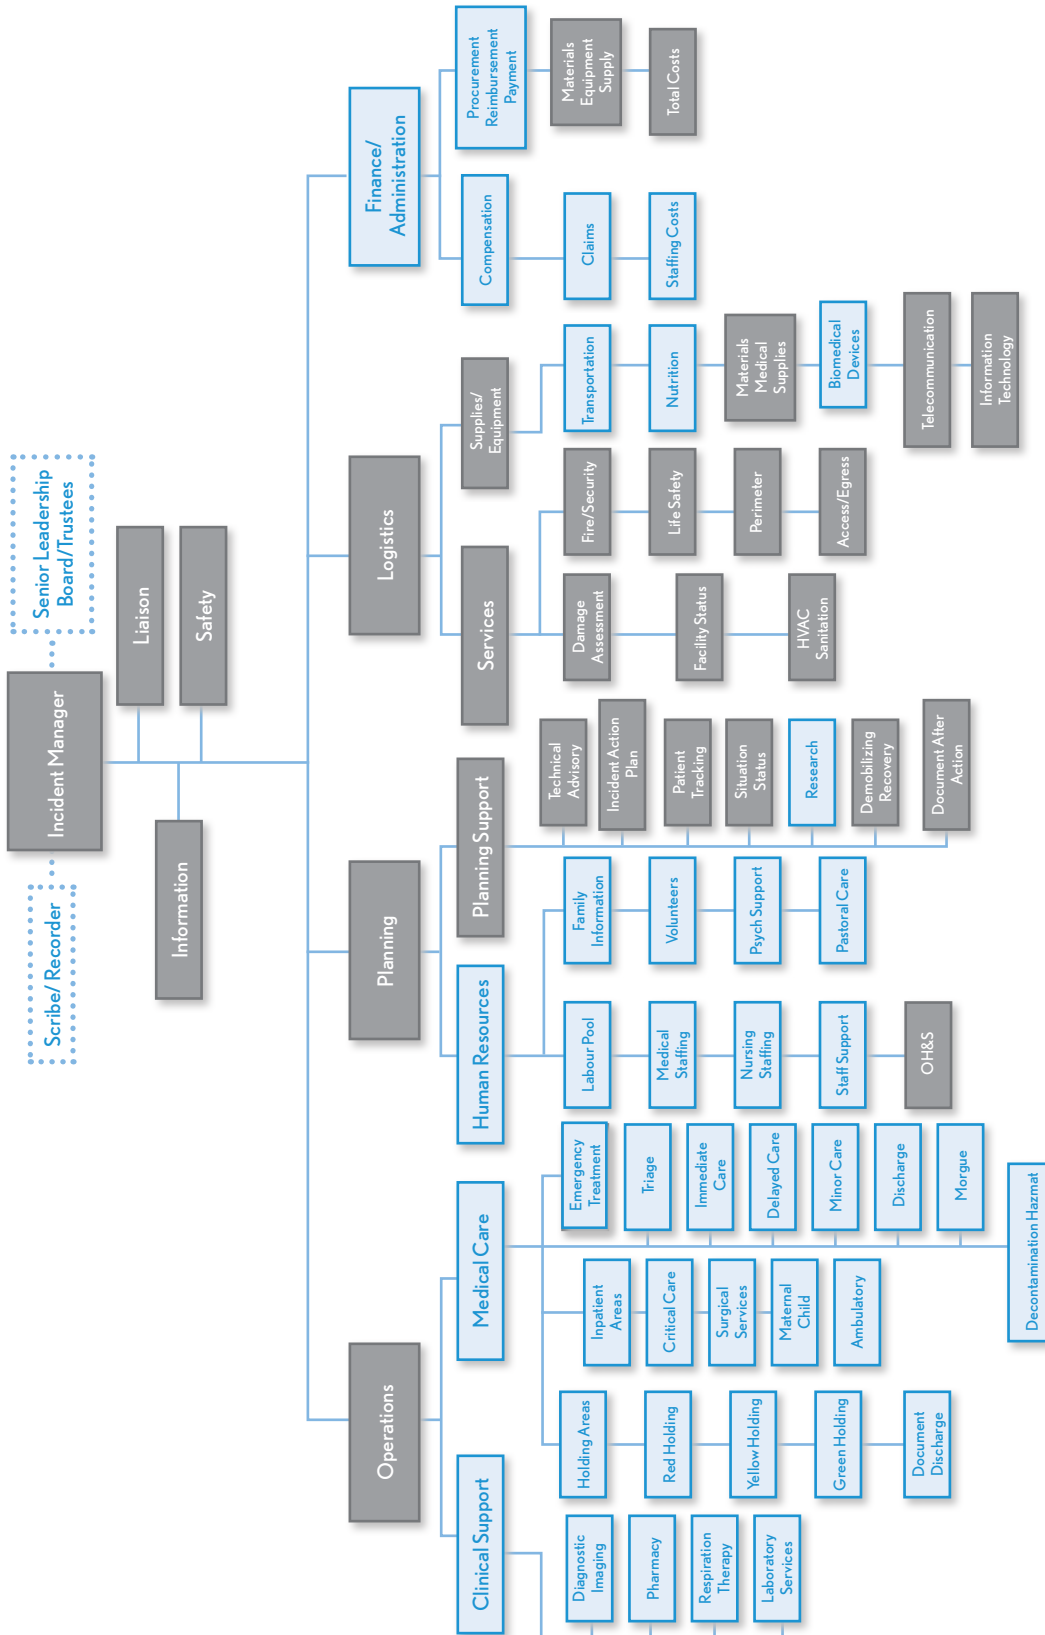 Scribe/ Recorder
Incident Manager
Senior Leadership
Board/Trustees
Information
Liaison
Safety
Operations
Planning
Logistics
Finance/
Administration
Clinical Support
Medical Care
Human Resources
Planning Support
Services
Supplies/
Equipment
Compensation
Procurement
Reimbursement
Payment
Diagnostic
Imaging
Pharmacy
Respiration
Therapy
Laboratory
Services
Holding Areas
Red Holding
Yellow Holding
Green Holding
Document
Discharge
Inpatient
Areas
Critical Care
Surgical
Services
Maternal
Child
Ambulatory
Emergency
Treatment
Triage
Immediate
Care
Delayed Care
Minor Care
Discharge
Morgue
Decontamination Hazmat
Labour Pool
Medical
Staffing
Nursing
Staffing
Staff Support
OH&S
Family
Information
Volunteers
Psych Support
Pastoral Care
Technical
Advisory
Incident Action
Plan
Patient
Tracking
Situation
Status
Research
Demobilizing
Recovery
Document After
Action
Damage
Assessment
Facility Status
HVAC
Sanitation
Fire/Security
Life Safety
Perimeter
Access/Egress
Transportation
Nutrition
Materials
Medical
Supplies
Biomedical
Devices
Telecommunication
Information
Technology
Claims
Staffing Costs
Materials
Equipment
Supply
Total Costs